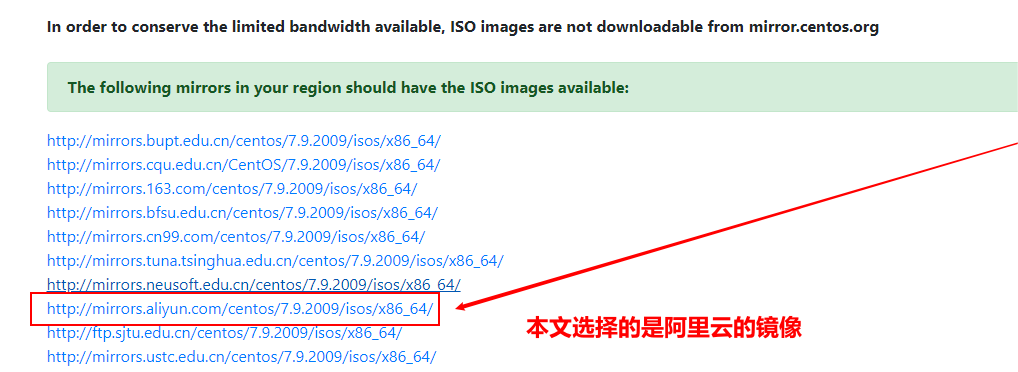 In order to conserve the limited bandwidth available, ISO images are not downloadable from mirror.centos.org
The following mirrors in your region should have the ISO images available:
http://mirrors.bupt.edu.cn/centos/7.9.2009/isos/x86_64/
http://mirrors.cqu.edu.cn/CentOS/7.9.2009/isos/x86_64/
http://mirrors.163.com/centos/7.9.2009/isos/x86_64/
http://mirrors.bfsu.edu.cn/centos/7.9.2009/isos/x86_64/
http://mirrors.cn99.com/centos/7.9.2009/isos/x86_64/
http://mirrors.tuna.tsinghua.edu.cn/centos/7.9.2009/isos/x86_64/
http://mirrors.neusoft.edu.cn/centos/7.9.2009/isos/x86_64/
http://mirrors.aliyun.com/centos/7.9.2009/isos/x86_64/
本文选择的是阿里云的镜像
http://ftp.sjtu.edu.cn/centos/7.9.2009/isos/x86_64/
http://mirrors.ustc.edu.cn/centos/7.9.2009/isos/x86_64/